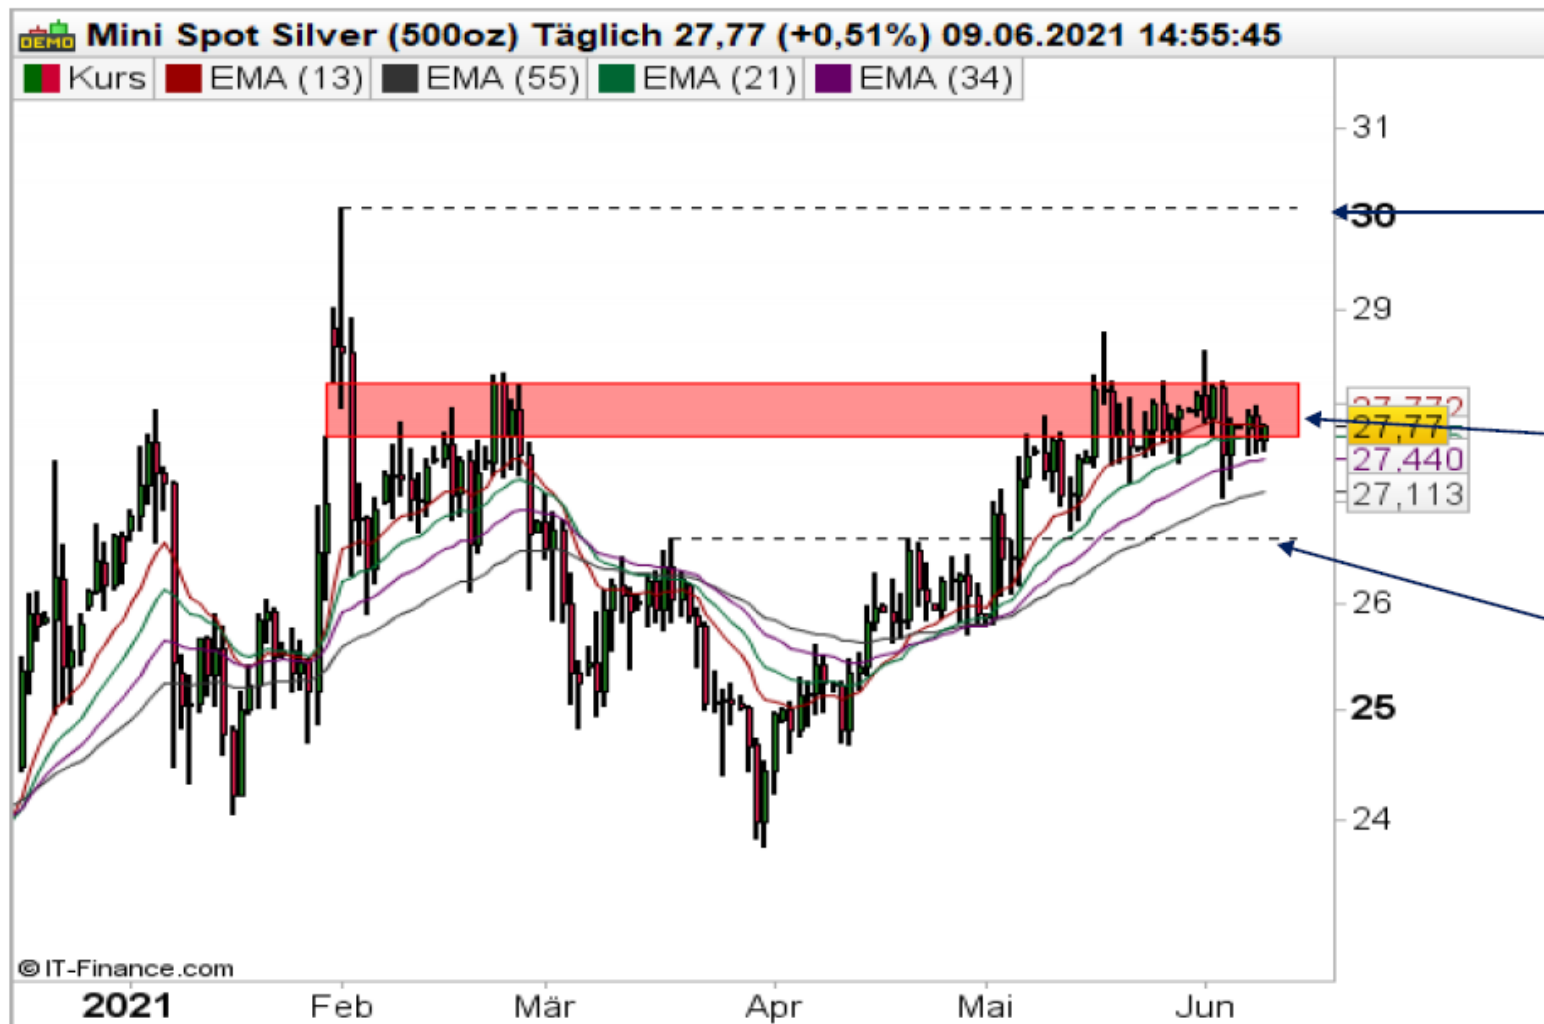 DEMO Mini Spot Silver (500oz) Täglich 27,77 (+0,51%) 09.06.2021 14:55:45
Kurs EMA (13) EMA (55) EMA (21) EMA (34)
31
30
29
27,772
27,77
27,440
27,113
26
25
24
© IT-Finance.com
2021 Feb Mär Apr Mai Jun